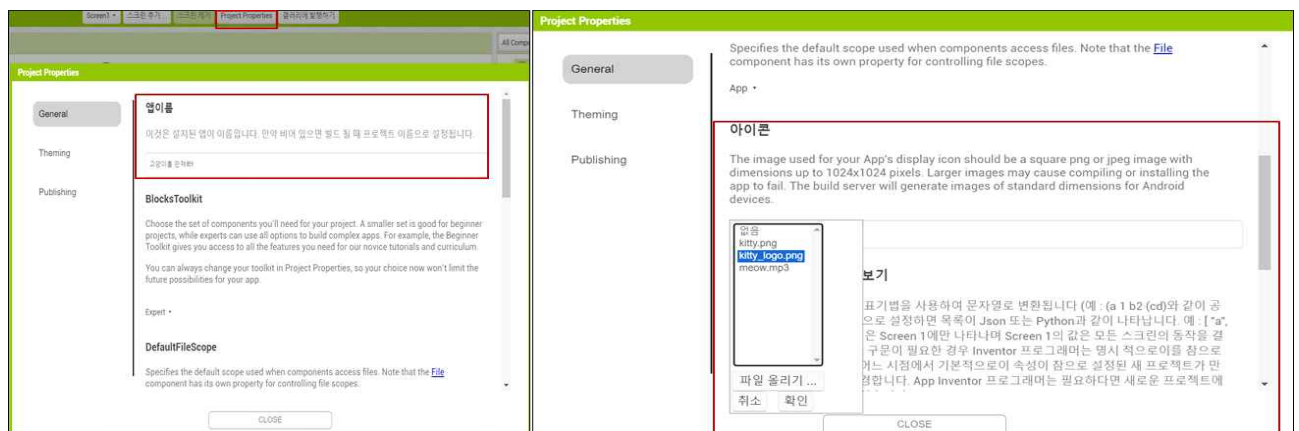 Screen1
스크린 추가 ...
스크린 제거
Project Properties
갤러리에 발행하기
All Compo
Project Properties
General
Theming
Publishing
앱이름
이것은 설치된 앱의 이름입니다. 만약 비어 있으면 빌드 될 때 프로젝트 이름으로 설정됩니다.
BlocksToolkit
Choose the set of components you'll need for your project. A smaller set is good for beginner
projects, while experts can use all options to build complex apps. For example, the Beginner
Toolkit gives you access to all the features you need for our novice tutorials and curriculum.
You can always change your toolkit in Project Properties, so your choice now won't limit the
future possibilities for your app.
Expert
DefaultFileScope
Specifies the default scope used when components access files. Note that the File
component has its own property for controlling file scopes.
CLOSE
Project Properties
General
Theming
Publishing
Specifies the default scope used when components access files. Note that the File
component has its own property for controlling file scopes.
App
아이콘
The image used for your App's display icon should be a square png or jpeg image with
dimensions up to 1024x1024 pixels. Larger images may cause compiling or installing the
app to fail. The build server will generate images of standard dimensions for Android
devices.
없음
kitty.png
kitty_logo.png
meow.mp3
파일 올리기 ...
취소 확인
보기
표기법을 사용하여 문자열로 변환됩니다 (예 : (a 1 b2 (cd)와 같이 공
으로 설정하면 목록이 Json 또는 Python과 같이 나타납니다. 예 : [ "a",
은 Screen 1에만 나타나며 Screen 1의 값은 모든 스크린의 동작을 결
구문이 필요한 경우 Inventor 프로그래머는 명시 적으로이를 참으로
어느 시점에서 기본적으로이 속성이 참으로 설정된 새 프로젝트가 만
경합니다. App Inventor 프로그래머는 필요하다면 새로운 프로젝트에
CLOSE